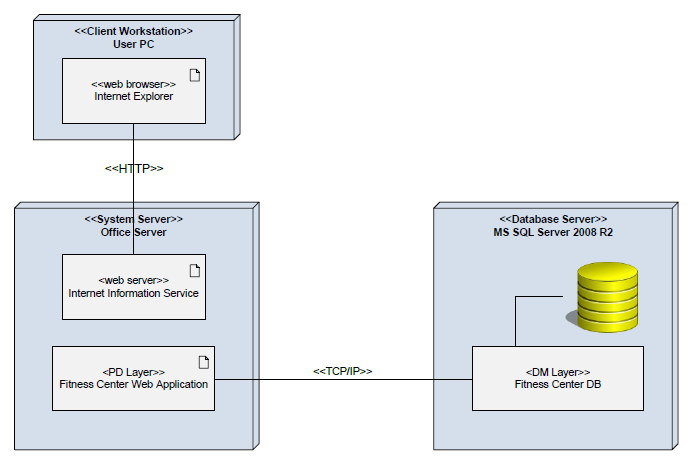 <<Client Workstation>>
User PC
<<web browser>>
Internet Explorer
<<HTTP>>
<<System Server>>
Office Server
<<web server>>
Internet Information Service
<PD Layer>>
Fitness Center Web Application
<<TCP/IP>>
<<Database Server>>
MS SQL Server 2008 R2
<DM Layer>>
Fitness Center DB